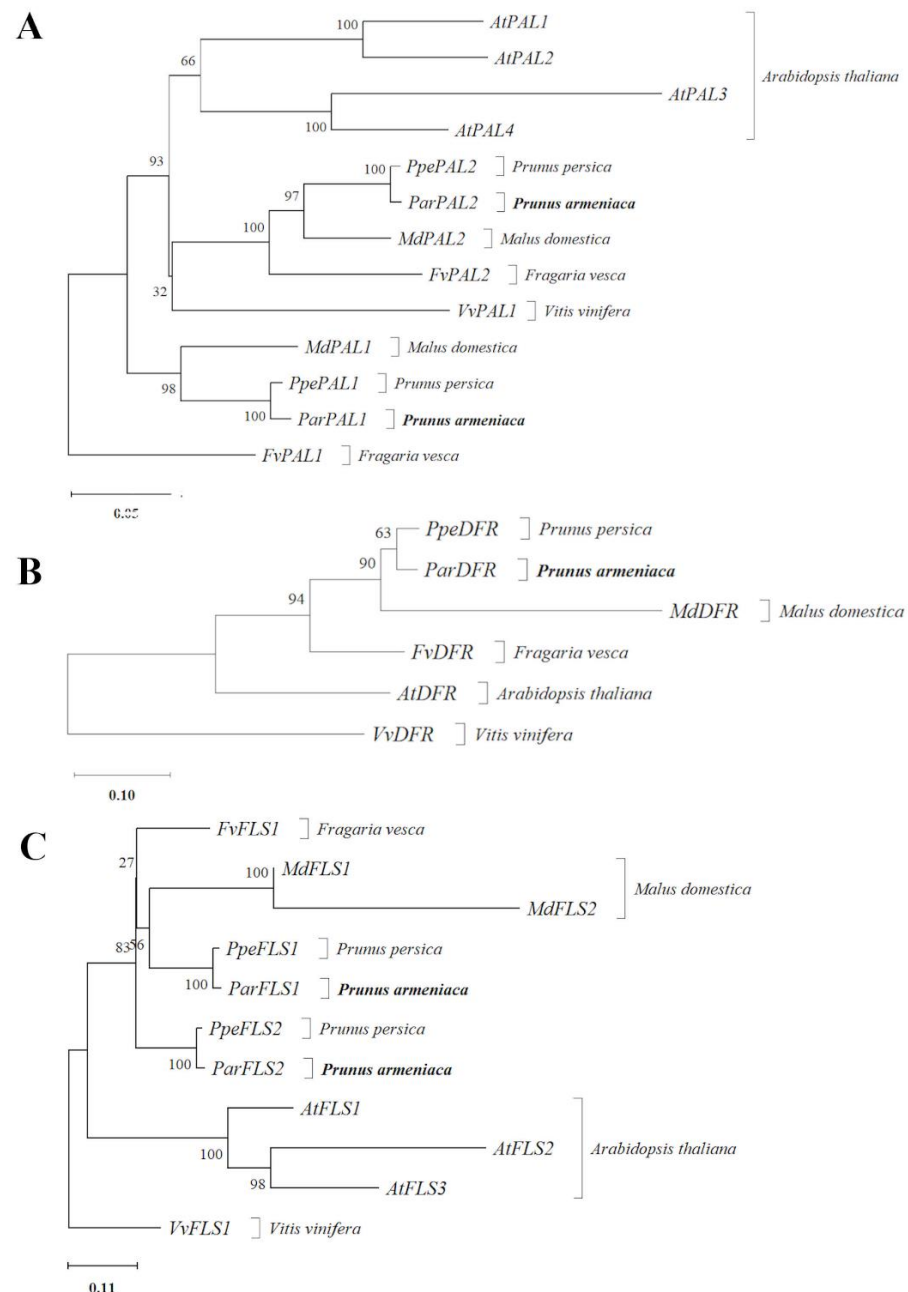 A
100 AtPAL1
AtPAL2
66
Arabidopsis thaliana
AtPAL3
100 AtPAL4
93
100 PpePAL2 Prunus persica
97 ParPAL2 Prunus armeniaca
100 MdPAL2 Malus domestica
FvPAL2 Fragaria vesca
32 VvPAL1 Vitis vinifera
MdPAL1 Malus domestica
98 PpePAL1 Prunus persica
100 ParPAL1 Prunus armeniaca
FvPAL1 Fragaria vesca
0.05
B
63 PpeDFR Prunus persica
90 ParDFR Prunus armeniaca
94 MdDFR Malus domestica
FvDFR Fragaria vesca
AtDFR Arabidopsis thaliana
VvDFR Vitis vinifera
0.10
C
FvFLS1 Fragaria vesca
27
100 MdFLS1
Malus domestica
MdFLS2
83 56 PpeFLS1 Prunus persica
100 ParFLS1 Prunus armeniaca
PpeFLS2 Prunus persica
100 ParFLS2 Prunus armeniaca
AtFLS1
100 AtFLS2 Arabidopsis thaliana
98 AtFLS3
VvFLS1 Vitis vinifera
0.11